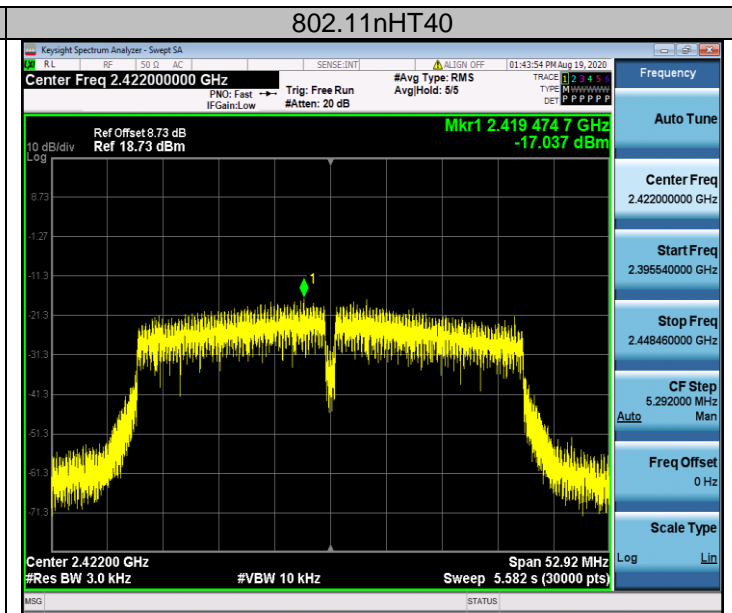 802.11nHT40
Keysight Spectrum Analyzer - Swept SA
RL RF 50 Ω AC SENSE:INT ALIGN OFF 01:43:54 PM Aug 19, 2020
Center Freq 2.422000000 GHz
PNO: Fast
IFGain:Low
Trig: Free Run
#Atten: 20 dB
#Avg Type: RMS
Avg|Hold: 5/5
TRACE 1 2 3 4 5 6
TYPE M W W W W W
DET P P P P P P
Ref Offset 8.73 dB
10 dB/div Ref 18.73 dBm
Log
Mkr1 2.419 474 7 GHz
-17.037 dBm
8.73
-1.27
-11.3
-21.3
-31.3
-41.3
-51.3
-61.3
-71.3
1
Center 2.42200 GHz Span 52.92 MHz
#Res BW 3.0 kHz #VBW 10 kHz Sweep 5.582 s (30000 pts)
MSG STATUS
Frequency
Auto Tune
Center Freq
2.422000000 GHz
Start Freq
2.395540000 GHz
Stop Freq
2.448460000 GHz
CF Step
5.292000 MHz
Auto Man
Freq Offset
0 Hz
Scale Type
Log Lin